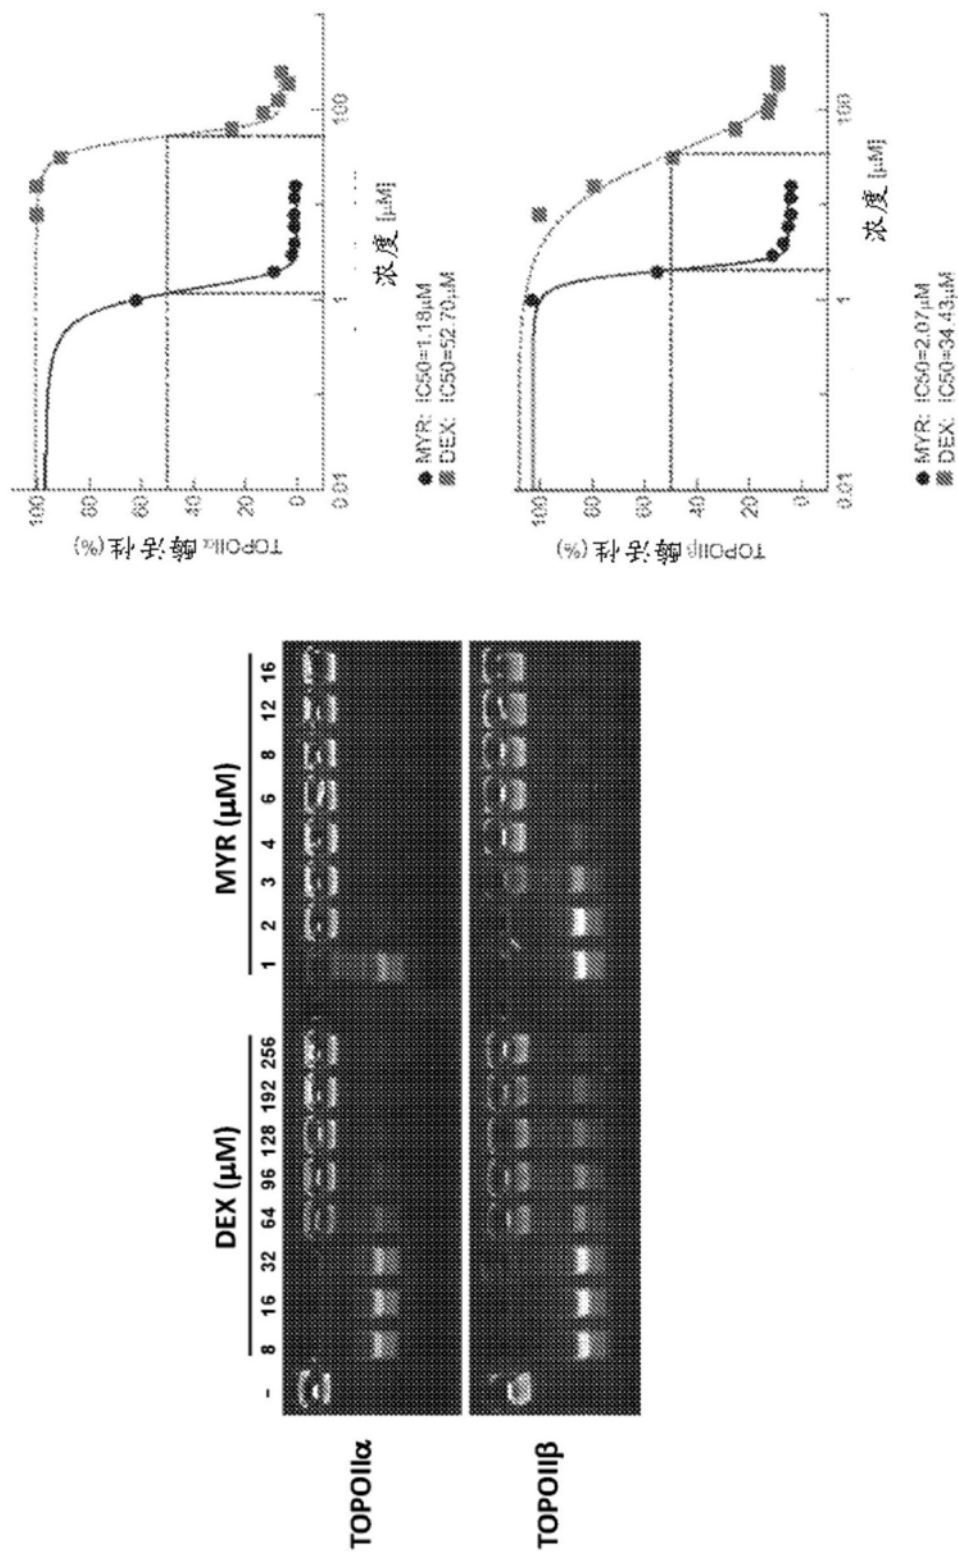 DEX (μM) MYR (μM)
- 8 16 32 64 96 128 192 256 1 2 3 4 6 8 12 16
TOPOIIα
TOPOIIβ
TOPOIIα 酶活性(%)
100
80
60
40
20
0
0.01 1 100
浓度 [μM]
MYR: IC50=1.18μM
DEX: IC50=52.70μM
TOPOIIβ 酶活性(%)
100
80
60
40
20
0
0.01 1 100
浓度 [μM]
MYR: IC50=2.07μM
DEX: IC50=34.43μM